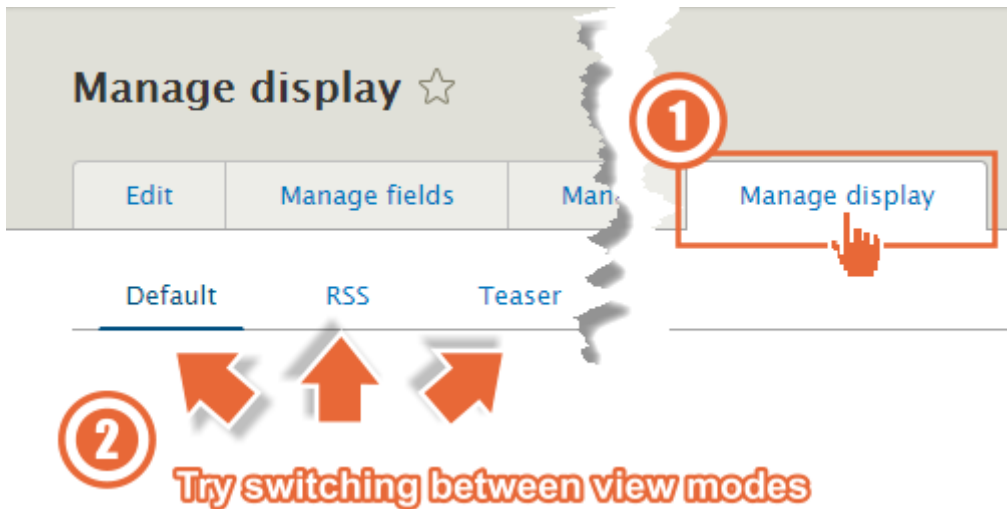 Manage display
1
Edit Manage fields Man Manage display
Default RSS Teaser
2
Try switching between view modes